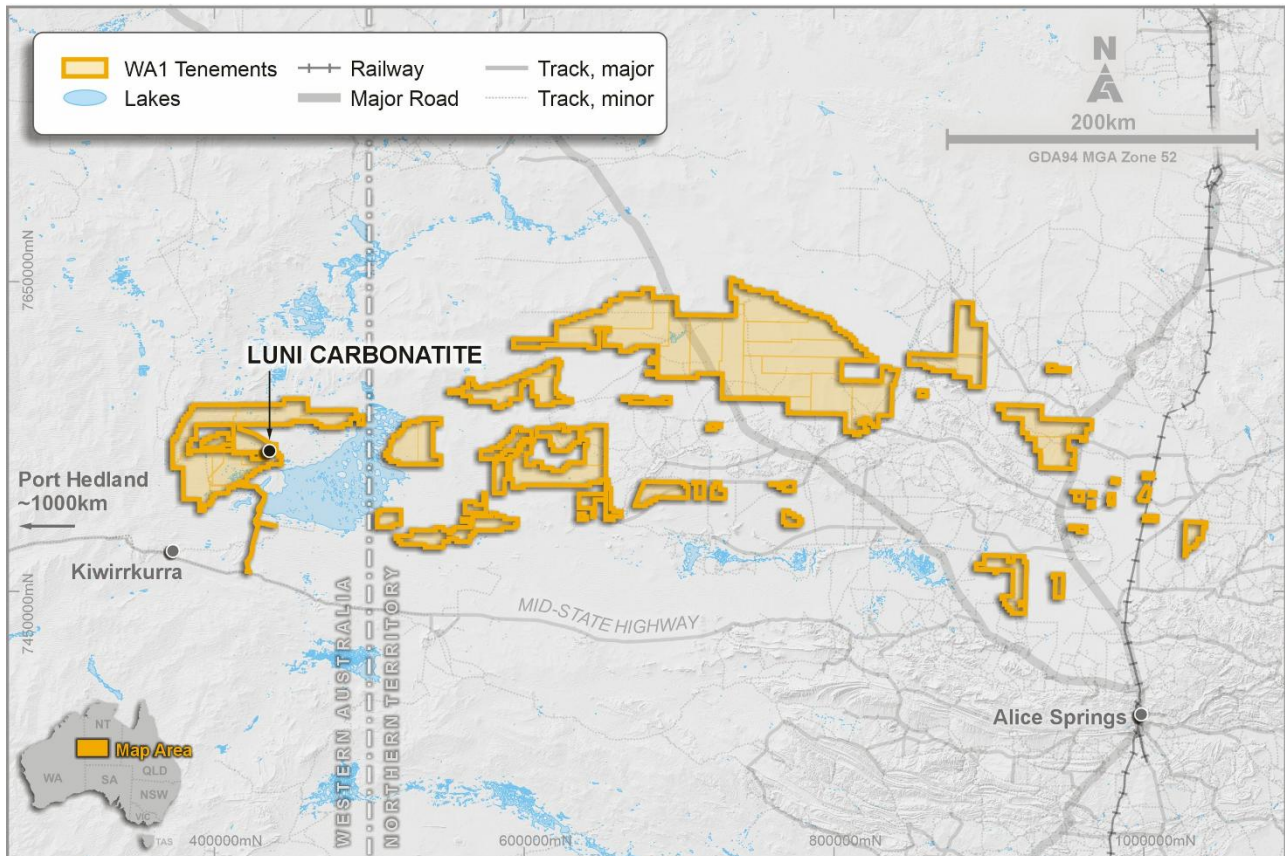 WA1 Tenements
Railway
Track, major
Lakes
Major Road
Track, minor
N
200km
GDA94 MGA Zone 52
7650000mN
LUNI CARBONATITE
Port Hedland
~1000km
Kiwirrkurra
7450000mN
MID-STATE HIGHWAY
WESTERN AUSTRALIA
NORTHERN TERRITORY
Alice Springs
Map Area
NT
WA
SA
QLD
NSW
VIC
TAS
400000mN
600000mN
800000mN
1000000mN